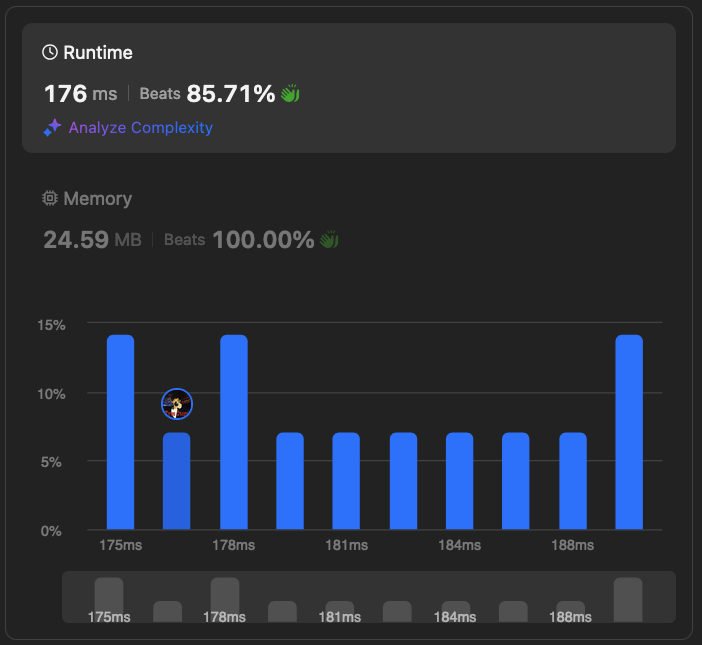 Runtime
176 ms | Beats 85.71%
Analyze Complexity
Memory
24.59 MB | Beats 100.00%
15%
10%
5%
0%
175ms 178ms 181ms 184ms 188ms
175ms 178ms 181ms 184ms 188ms